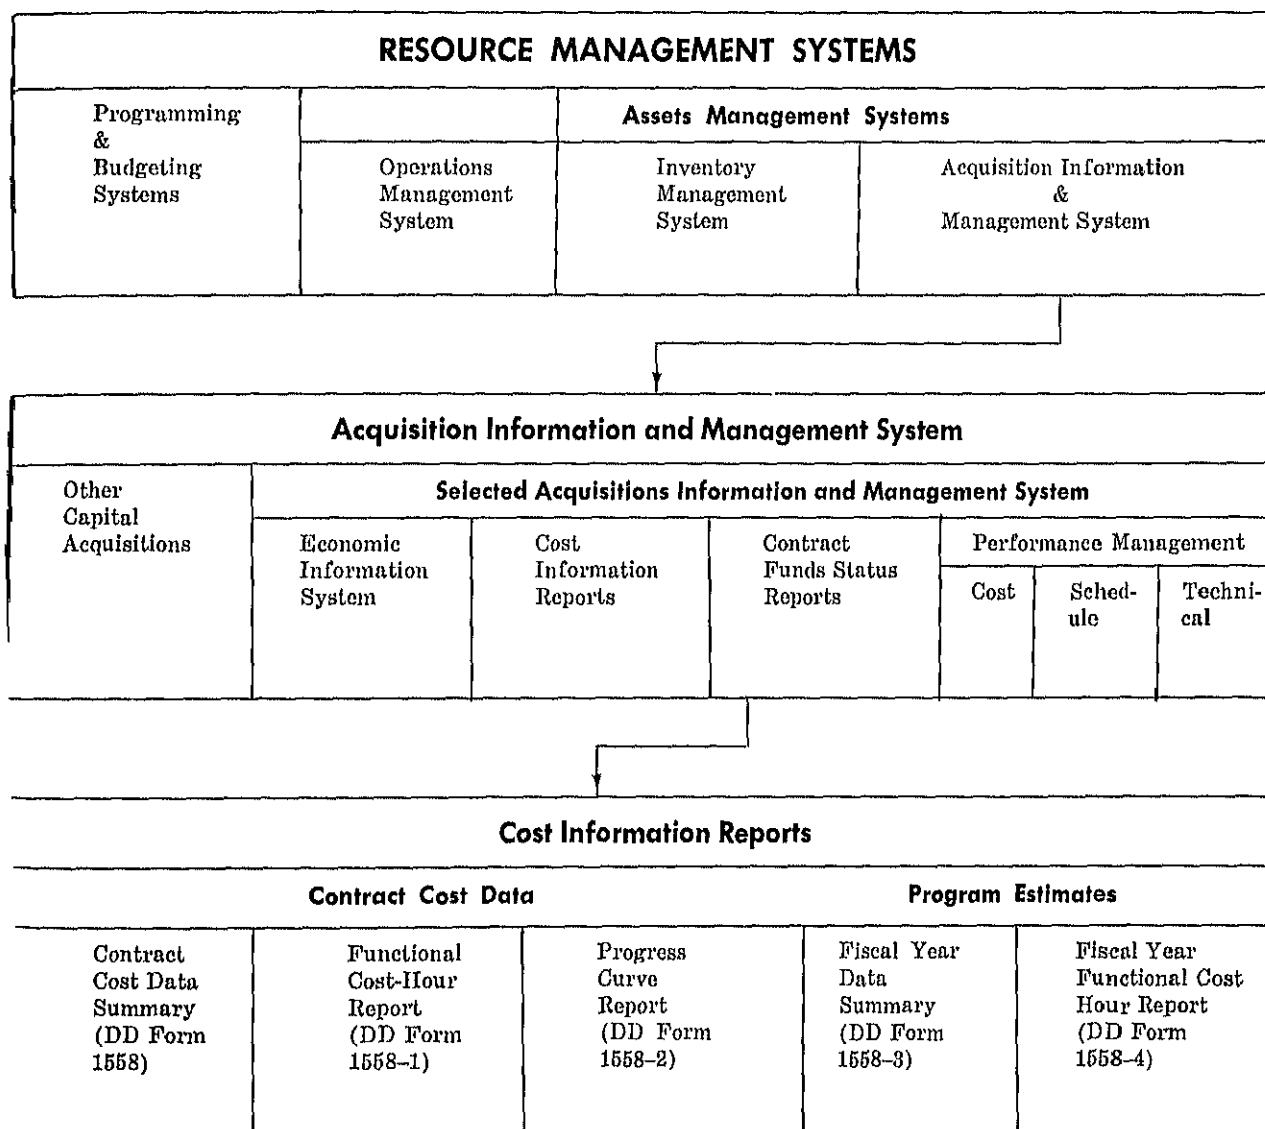 RESOURCE MANAGEMENT SYSTEMS
Programming
&
Budgeting
Systems
Assets Management Systems
Operations
Management
System
Inventory
Management
System
Acquisition Information
&
Management System
Acquisition Information and Management System
Other
Capital
Acquisitions
Selected Acquisitions Information and Management System
Economic
Information
System
Cost
Information
Reports
Contract
Funds Status
Reports
Performance Management
Cost
Sched-
ule
Techni-
cal
Cost Information Reports
Contract Cost Data
Program Estimates
Contract
Cost Data
Summary
(DD Form
1558)
Functional
Cost-Hour
Report
(DD Form
1558–1)
Progress
Curve
Report
(DD Form
1558–2)
Fiscal Year
Data
Summary
(DD Form
1558–3)
Fiscal Year
Functional Cost
Hour Report
(DD Form
1558–4)